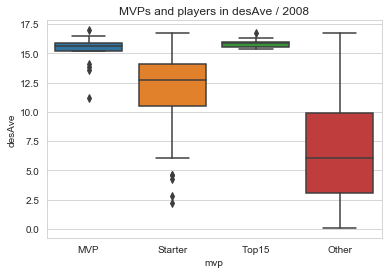 MVPs and players in desAve / 2008
17.5
15.0
12.5
10.0
7.5
5.0
2.5
0.0
desAve
MVP Starter Top15 Other
mvp